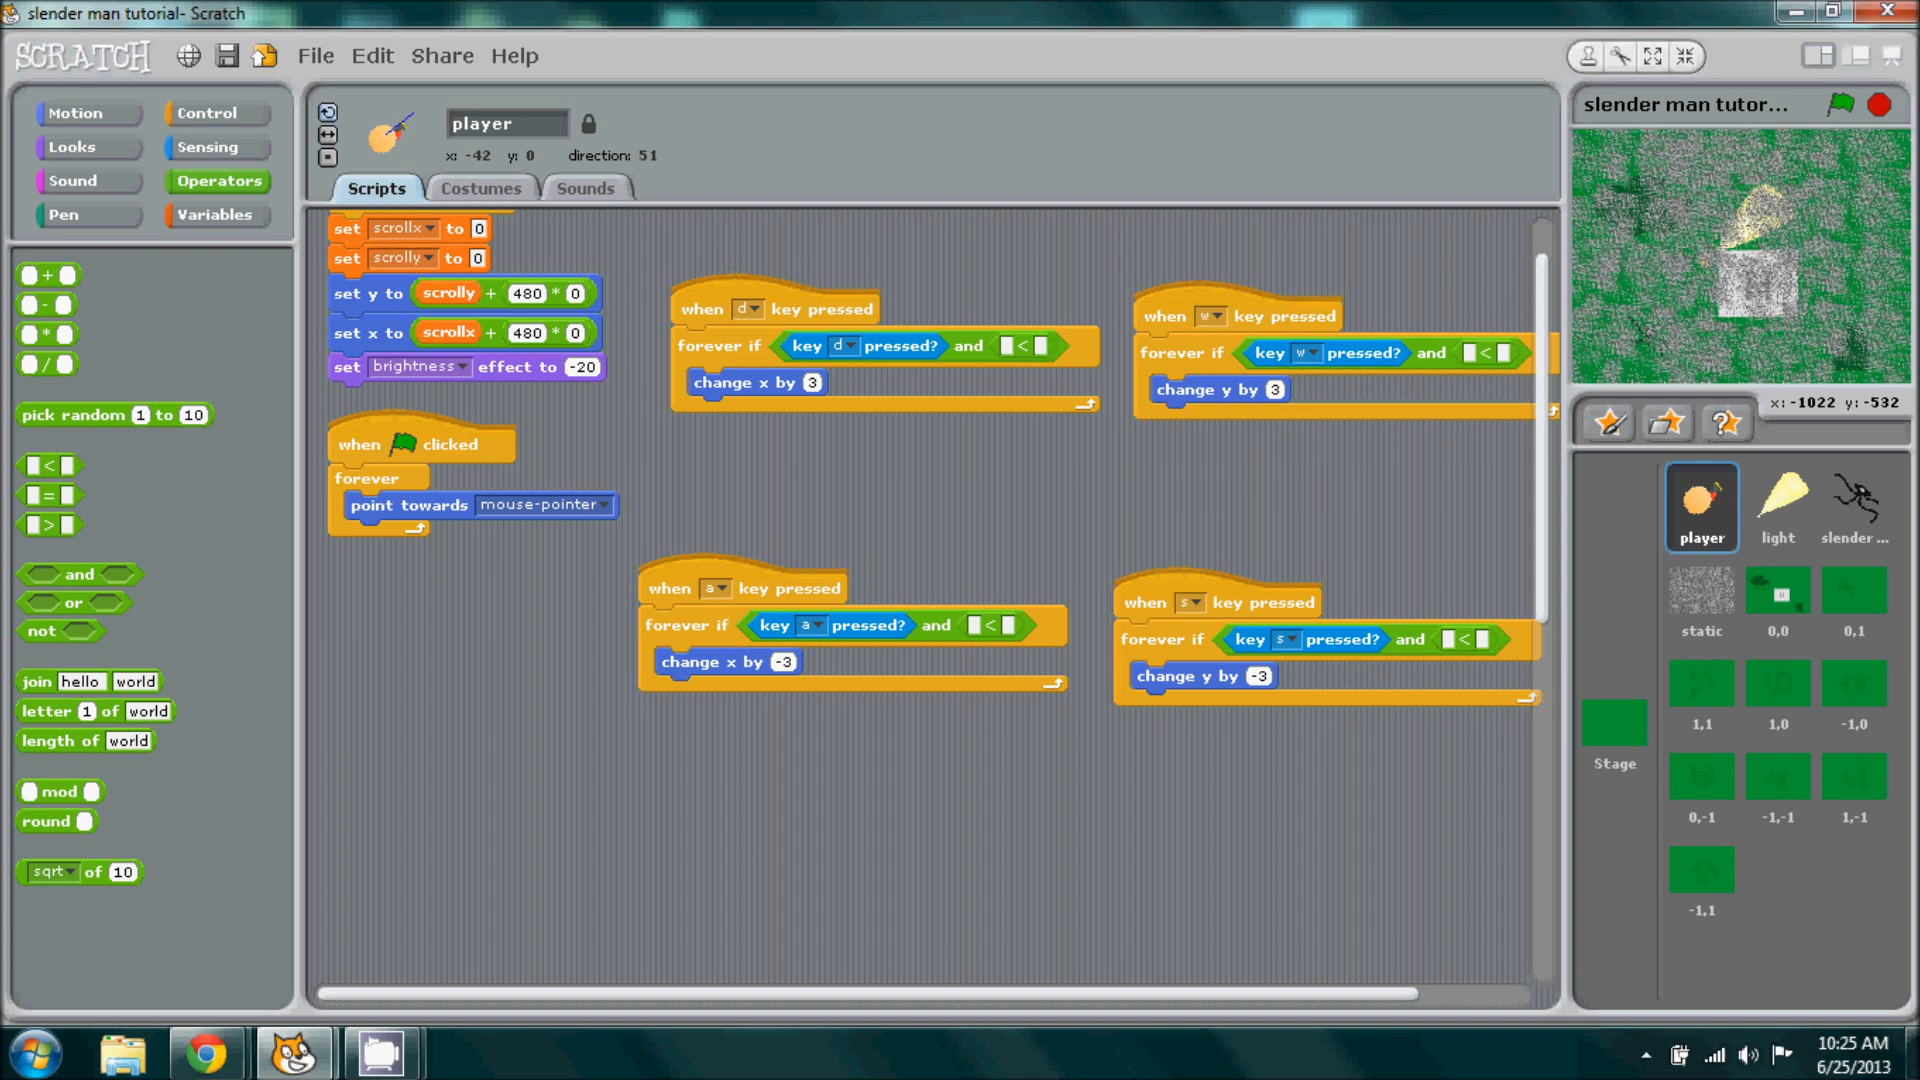 slender man tutorial- Scratch
SCRATCH File Edit Share Help
Motion Control
Looks Sensing
Sound Operators
Pen Variables
+
-
*
/
pick random 1 to 10
<
=
>
and
or
not
join hello world
letter 1 of world
length of world
mod
round
sqrt of 10
player
x: -42 y: 0 direction: 51
Scripts Costumes Sounds
set scrollx to 0
set scrolly to 0
set y to scrolly + 480 * 0
set x to scrollx + 480 * 0
set brightness effect to -20
when clicked
forever
point towards mouse-pointer
when d key pressed
forever if key d pressed? and <
change x by 3
when w key pressed
forever if key w pressed? and <
change y by 3
when a key pressed
forever if key a pressed? and <
change x by -3
when s key pressed
forever if key s pressed? and <
change y by -3
slender man tutor...
x: -1022 y: -532
player light slender ...
static 0,0 0,1
1,1 1,0 -1,0
Stage
0,-1 -1,-1 1,-1
-1,1
10:25 AM
6/25/2013